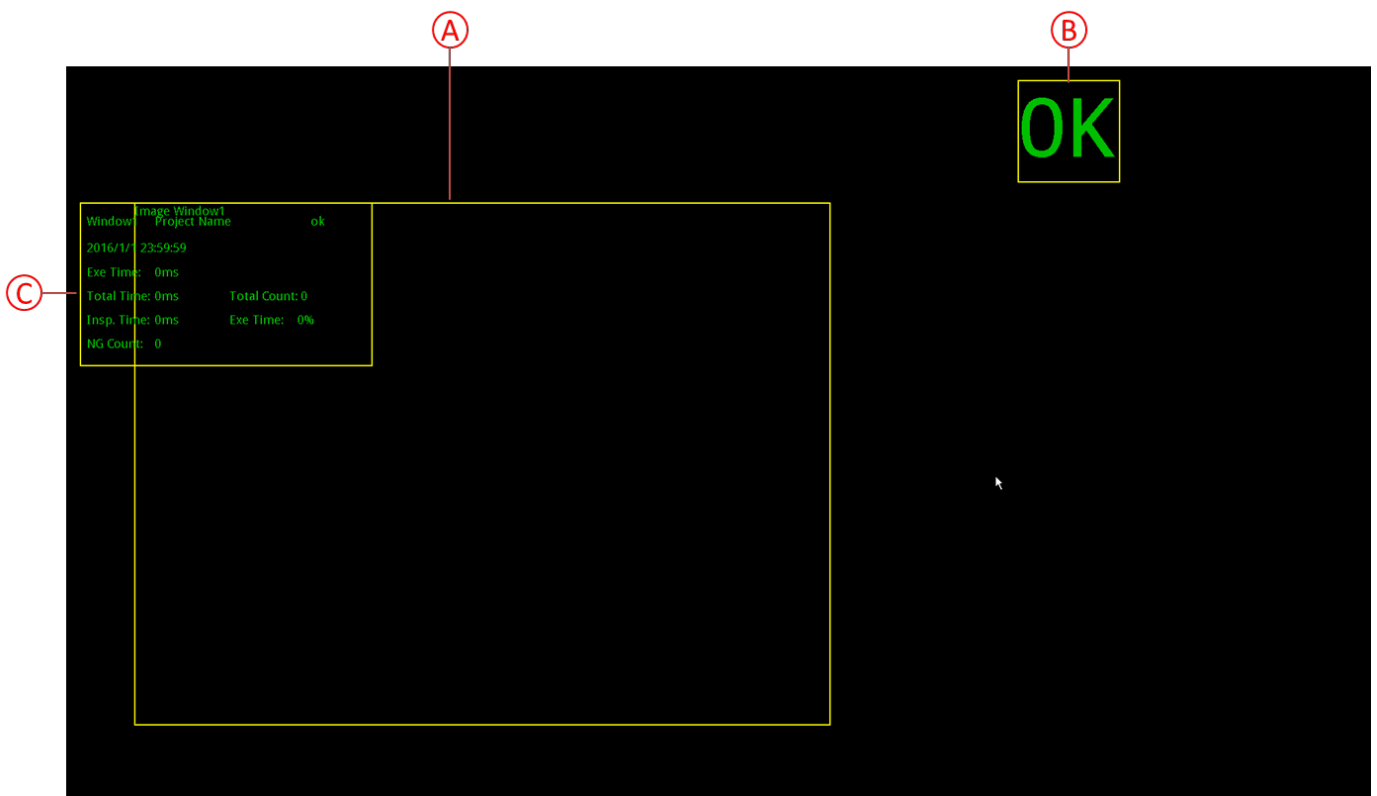 A
B
OK
Image Window1
Window1 Project Name ok
2016/1/1 23:59:59
Exe Time: 0ms
C
Total Time: 0ms Total Count: 0
Insp. Time: 0ms Exe Time: 0%
NG Count: 0